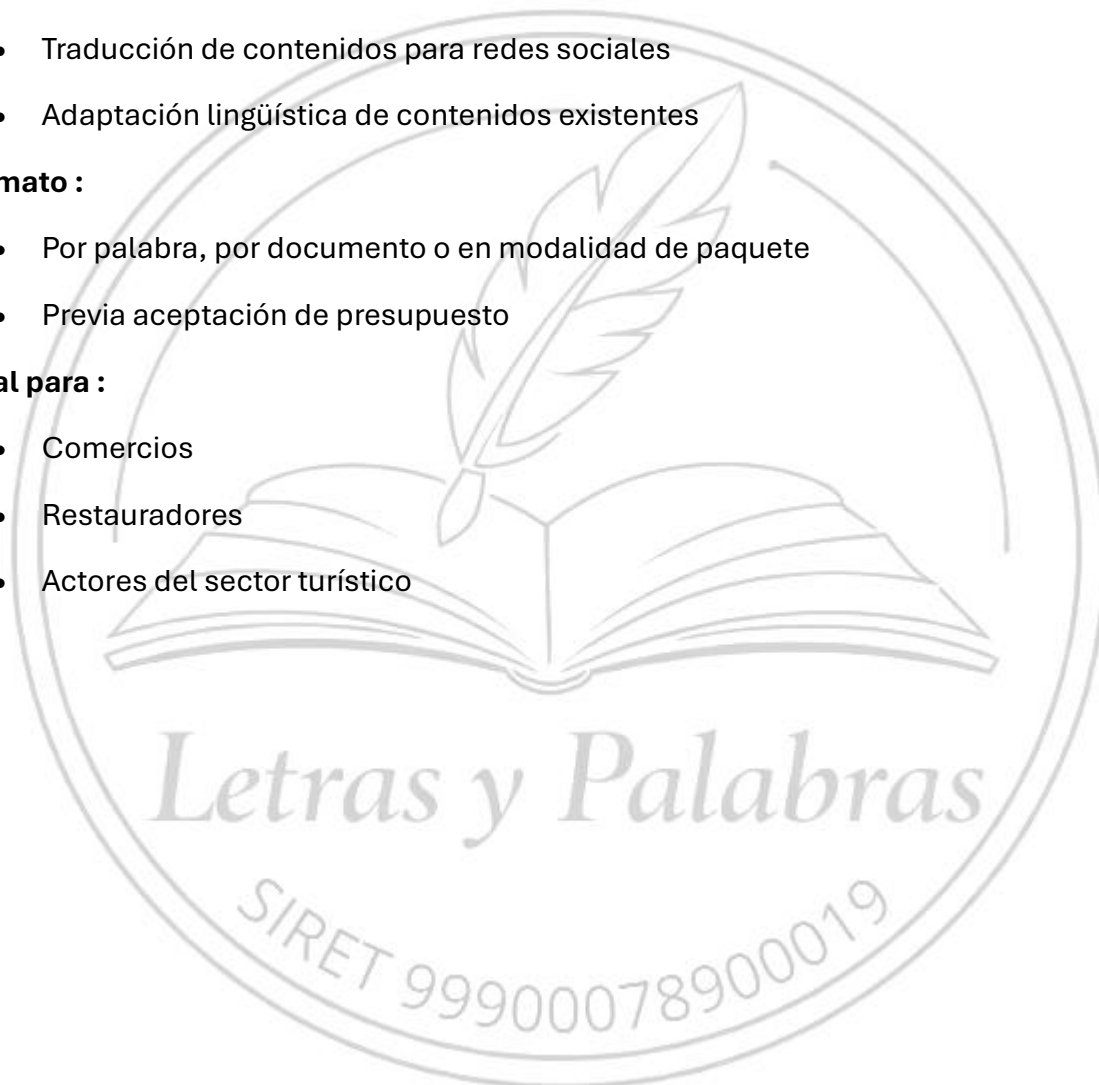 • Traducción de contenidos para redes sociales
• Adaptación lingüística de contenidos existentes
mato :
• Por palabra, por documento o en modalidad de paquete
• Previa aceptación de presupuesto
al para :
• Comercios
• Restauradores
• Actores del sector turístico
Letras y Palabras
SIRET 99900078900019